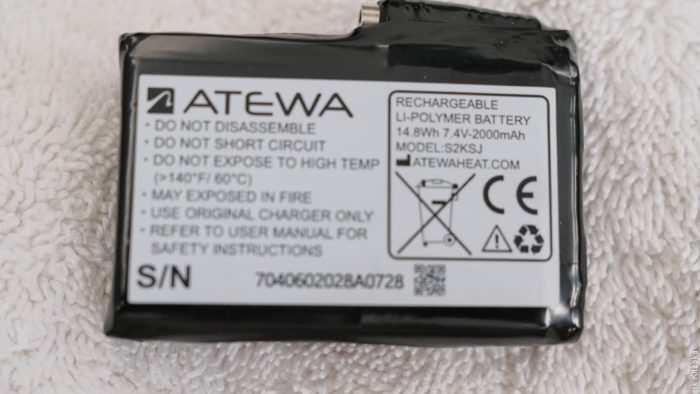 ATEWA
• DO NOT DISASSEMBLE
• DO NOT SHORT CIRCUIT
• DO NOT EXPOSE TO HIGH TEMP
(>140°F/ 60°C)
• MAY EXPOSED IN FIRE
• USE ORIGINAL CHARGER ONLY
• REFER TO USER MANUAL FOR
SAFETY INSTRUCTIONS
RECHARGEABLE
LI-POLYMER BATTERY
14.8Wh 7.4V-2000mAh
MODEL: S2KSJ
ATEWAHEAT.COM
CE
S/N 7040602028A0728